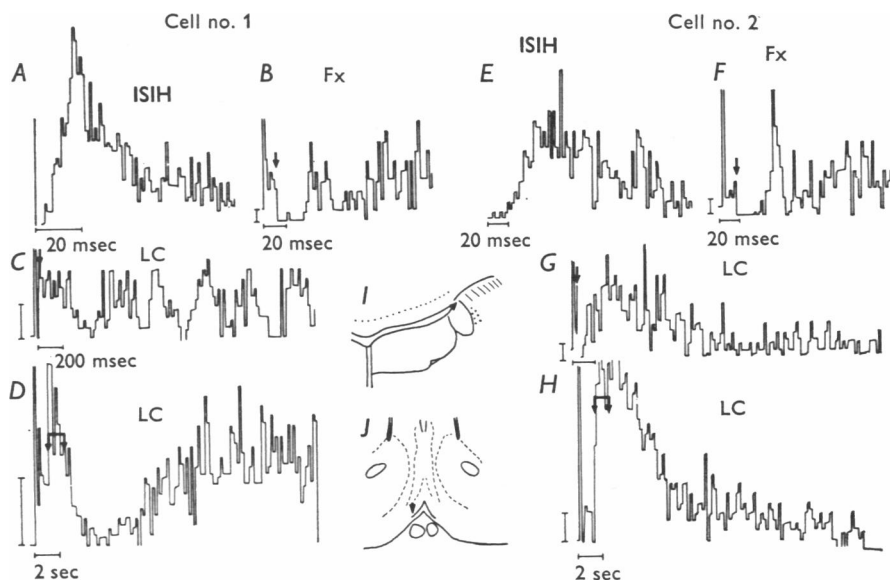 Cell no. 1
Cell no. 2
A
ISIH
B
Fx
E
ISIH
F
Fx
20 msec
20 msec
20 msec
20 msec
C
LC
I
G
LC
200 msec
D
LC
J
H
LC
2 sec
2 sec